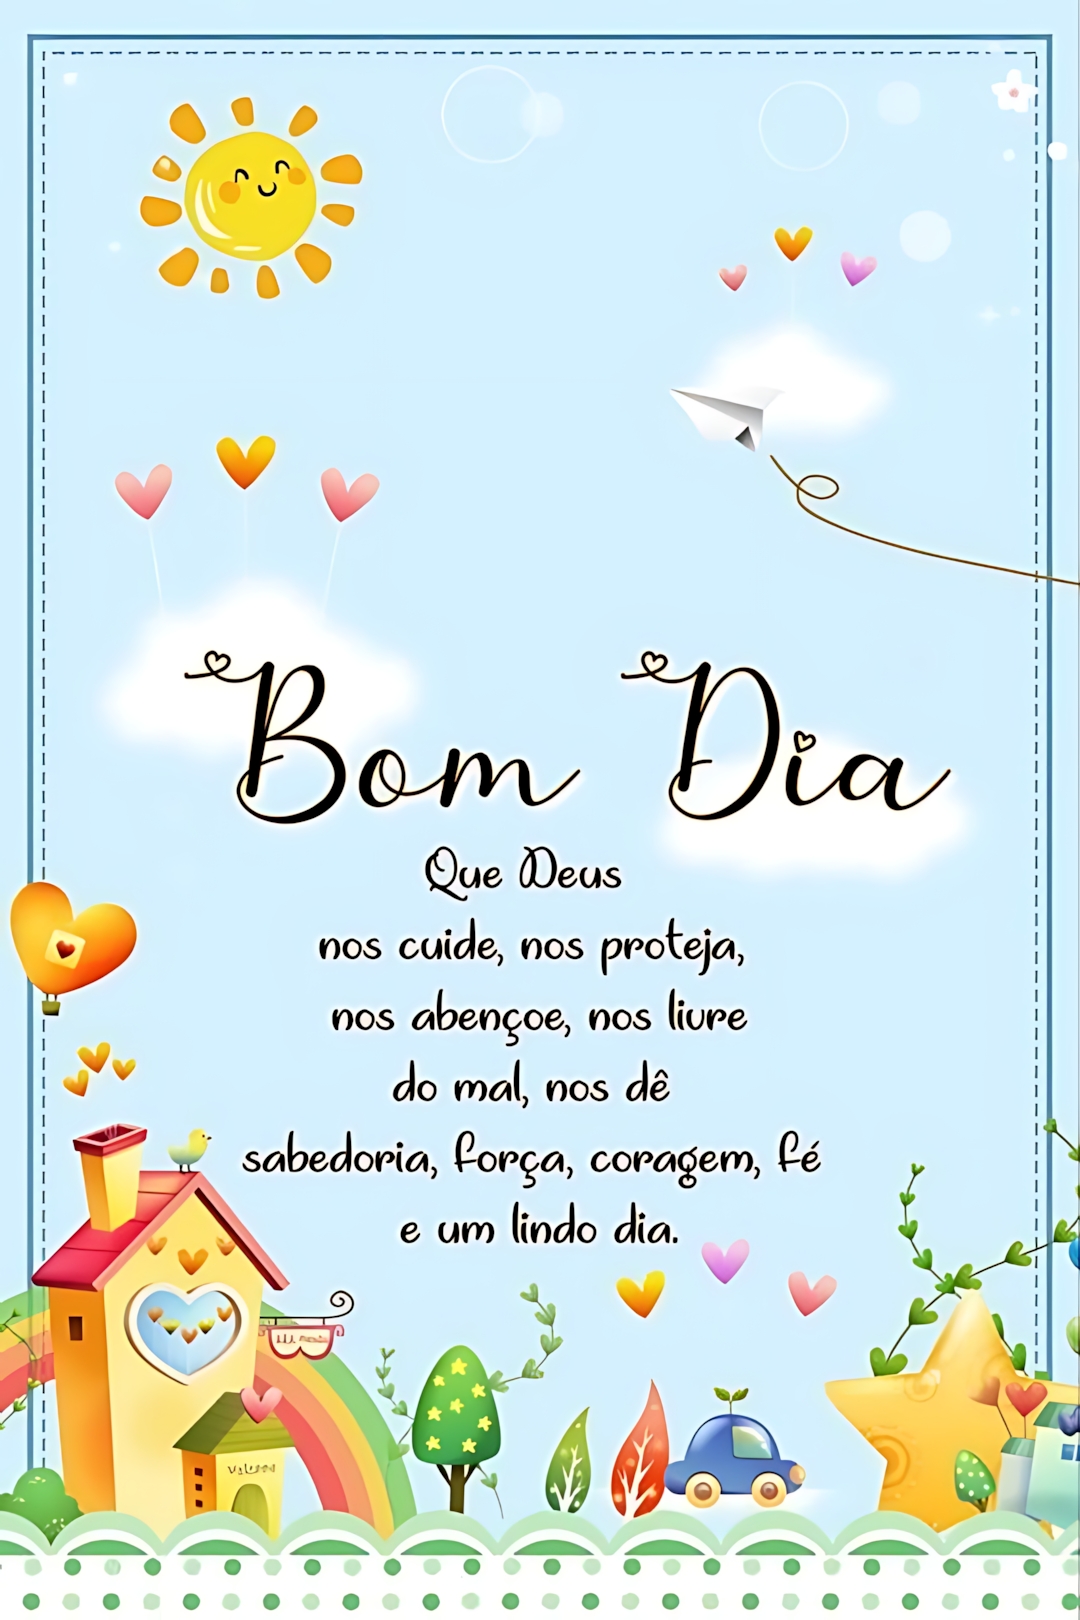 Bom Dia
Que Deus
nos cuide, nos proteja,
nos abençoe, nos livre
do mal, nos dê
sabedoria, força, coragem, fé
e um lindo dia.